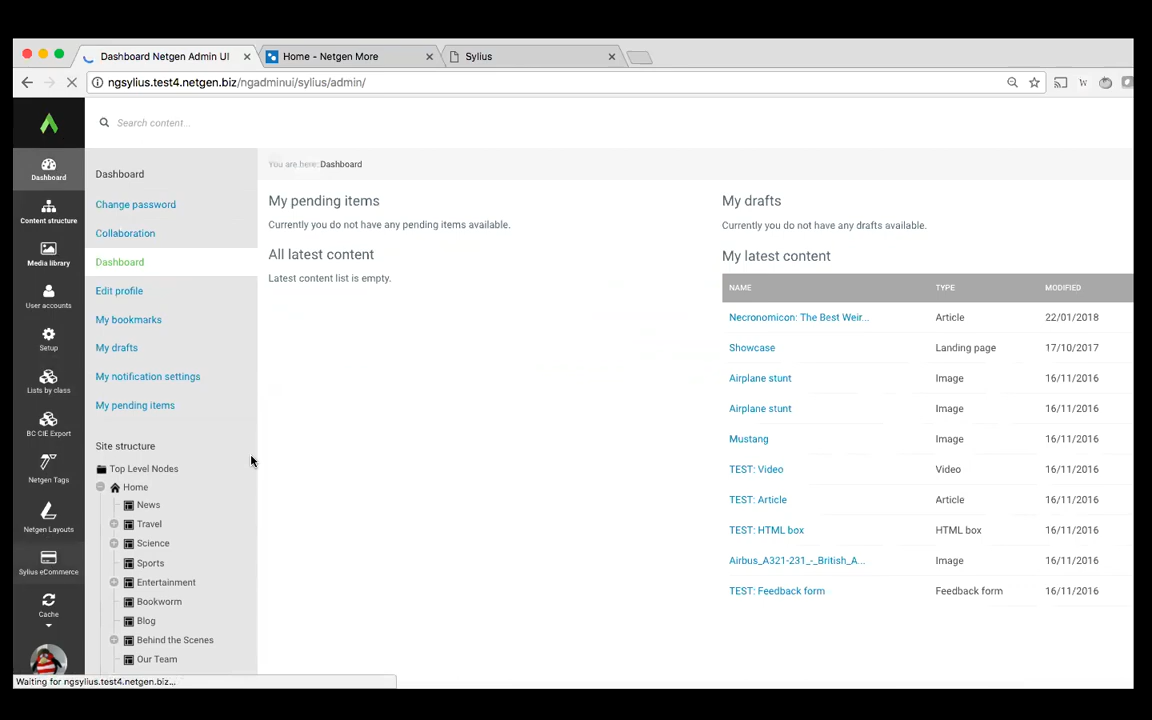 Dashboard Netgen Admin UI
Home - Netgen More
Sylius
ngsylius.test4.netgen.biz/ngadminui/sylius/admin/
W
Search content...
Dashboard
Content structure
Media library
User accounts
Setup
Lists by class
BC CIE Export
Netgen Tags
Netgen Layouts
Sylius eCommerce
Cache
Dashboard
Change password
Collaboration
Dashboard
Edit profile
My bookmarks
My drafts
My notification settings
My pending items
Site structure
Top Level Nodes
Home
News
Travel
Science
Sports
Entertainment
Bookworm
Blog
Behind the Scenes
Our Team
You are here: Dashboard
My pending items
Currently you do not have any pending items available.
All latest content
Latest content list is empty.
My drafts
Currently you do not have any drafts available.
My latest content
NAME TYPE MODIFIED
Necronomicon: The Best Weir... Article 22/01/2018
Showcase Landing page 17/10/2017
Airplane stunt Image 16/11/2016
Airplane stunt Image 16/11/2016
Mustang Image 16/11/2016
TEST: Video Video 16/11/2016
TEST: Article Article 16/11/2016
TEST: HTML box HTML box 16/11/2016
Airbus_A321-231_-_British_A... Image 16/11/2016
TEST: Feedback form Feedback form 16/11/2016
Waiting for ngsylius.test4.netgen.biz...